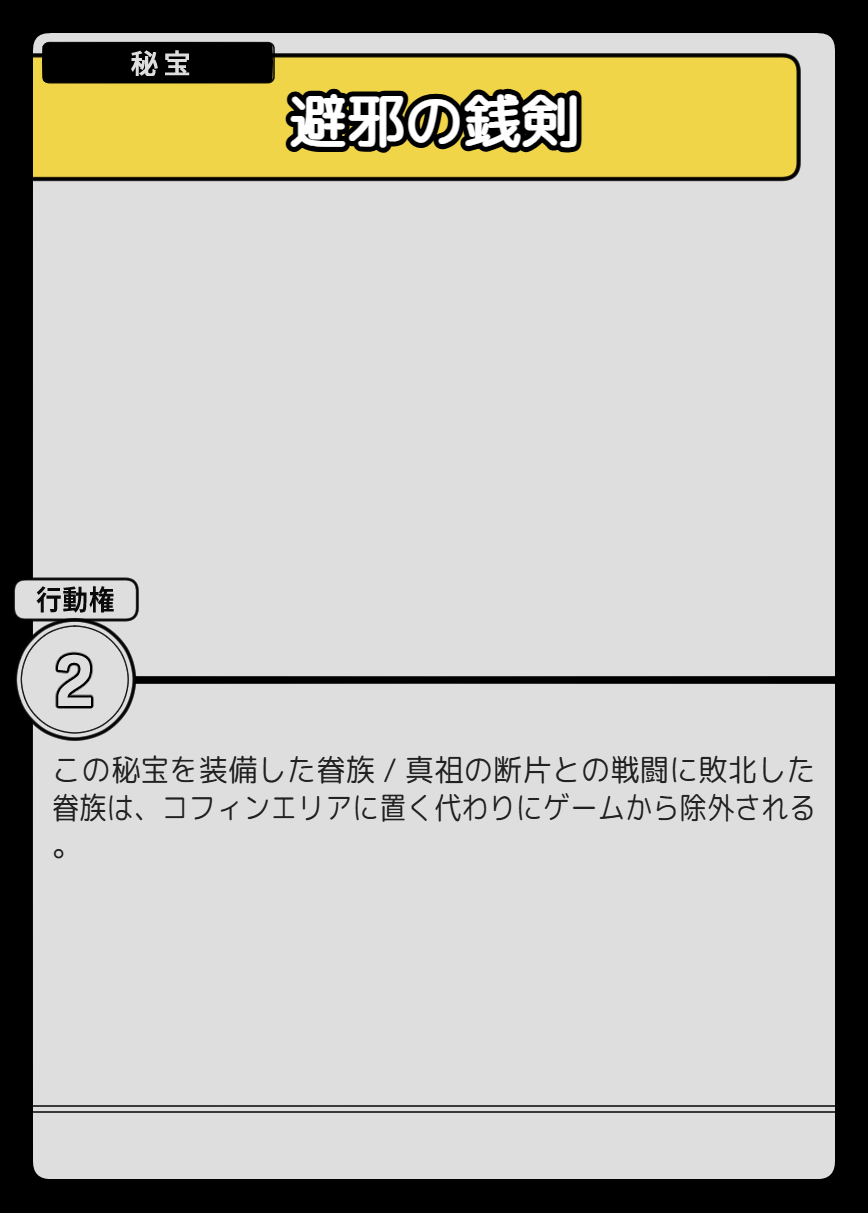 秘宝
避邪の銭剣
行動権
2
この秘宝を装備した眷族 / 真祖の断片との戦闘に敗北した
眷族は、コフィンエリアに置く代わりにゲームから除外される
。